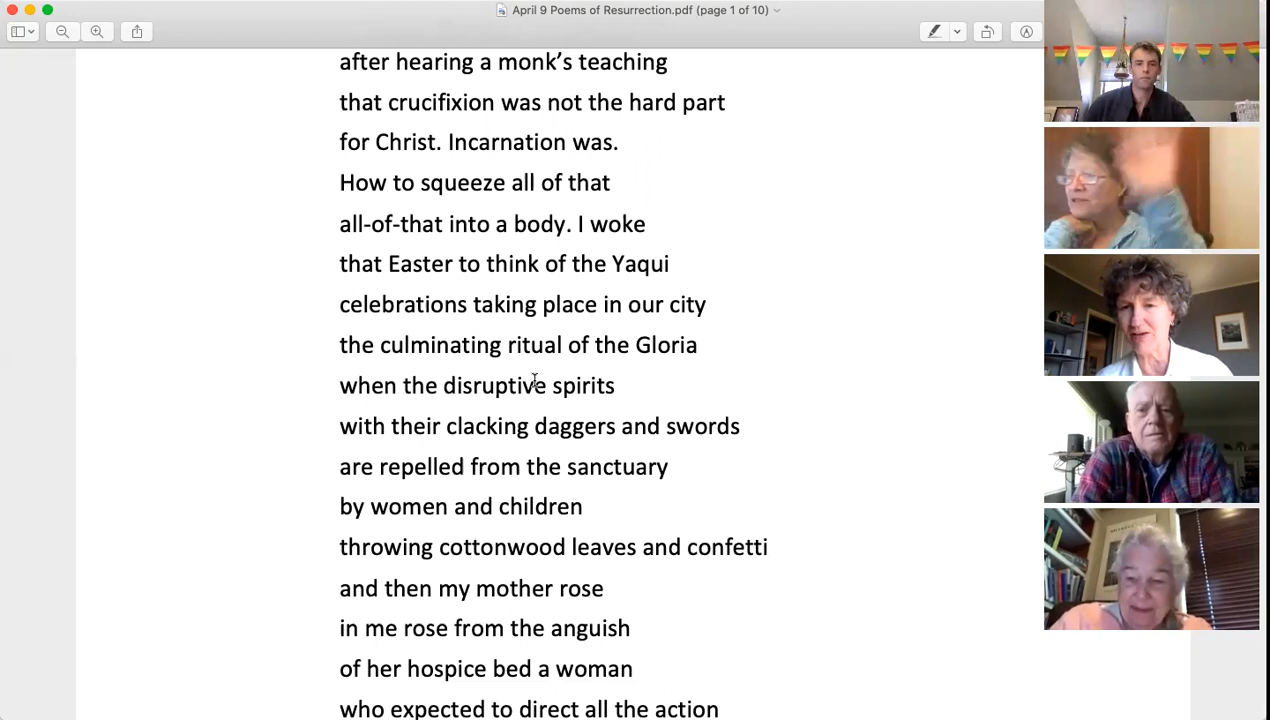 April 9 Poems of Resurrection.pdf (page 1 of 10)
after hearing a monk's teaching
that crucifixion was not the hard part
for Christ. Incarnation was.
How to squeeze all of that
all-of-that into a body. I woke
that Easter to think of the Yaqui
celebrations taking place in our city
the culminating ritual of the Gloria
when the disruptive spirits
with their clacking daggers and swords
are repelled from the sanctuary
by women and children
throwing cottonwood leaves and confetti
and then my mother rose
in me rose from the anguish
of her hospice bed a woman
who expected to direct all the action